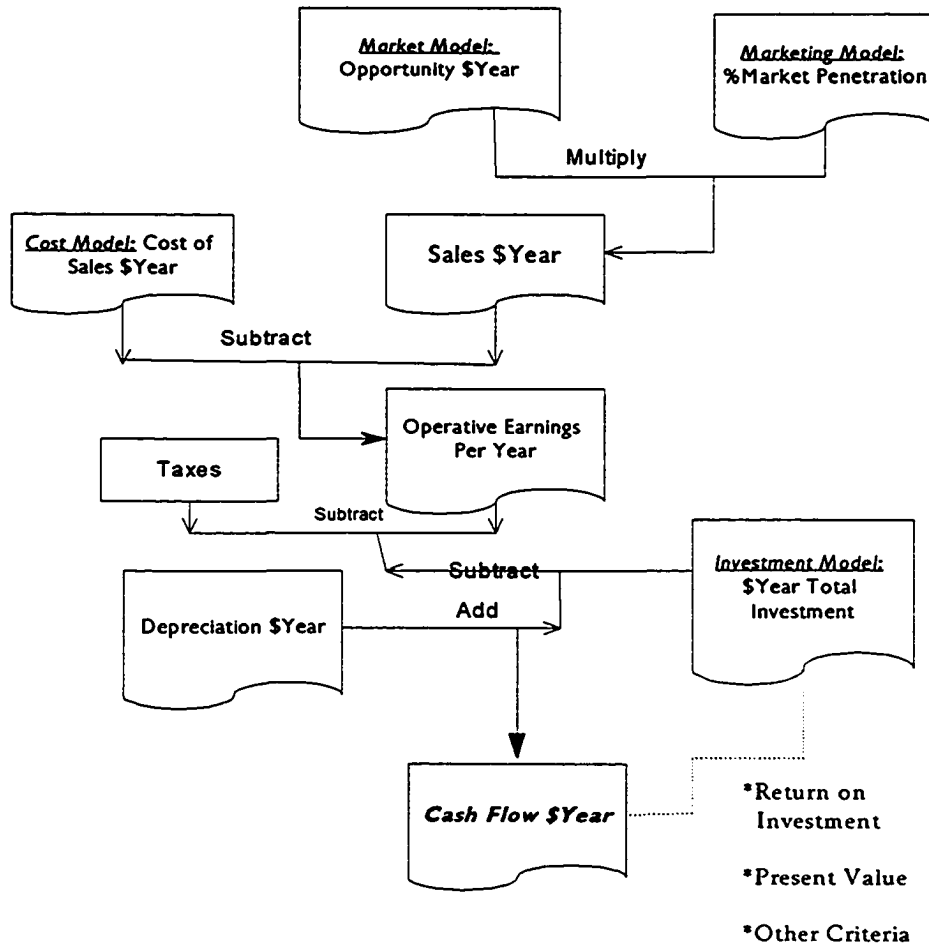 Market Model:
Opportunity $Year
Marketing Model:
%Market Penetration
Multiply
Cost Model: Cost of
Sales $Year
Sales $Year
Subtract
Operative Earnings
Per Year
Taxes
Subtract
Subtract
Investment Model:
$Year Total
Investment
Depreciation $Year
Add
Cash Flow $Year
*Return on
Investment
*Present Value
*Other Criteria